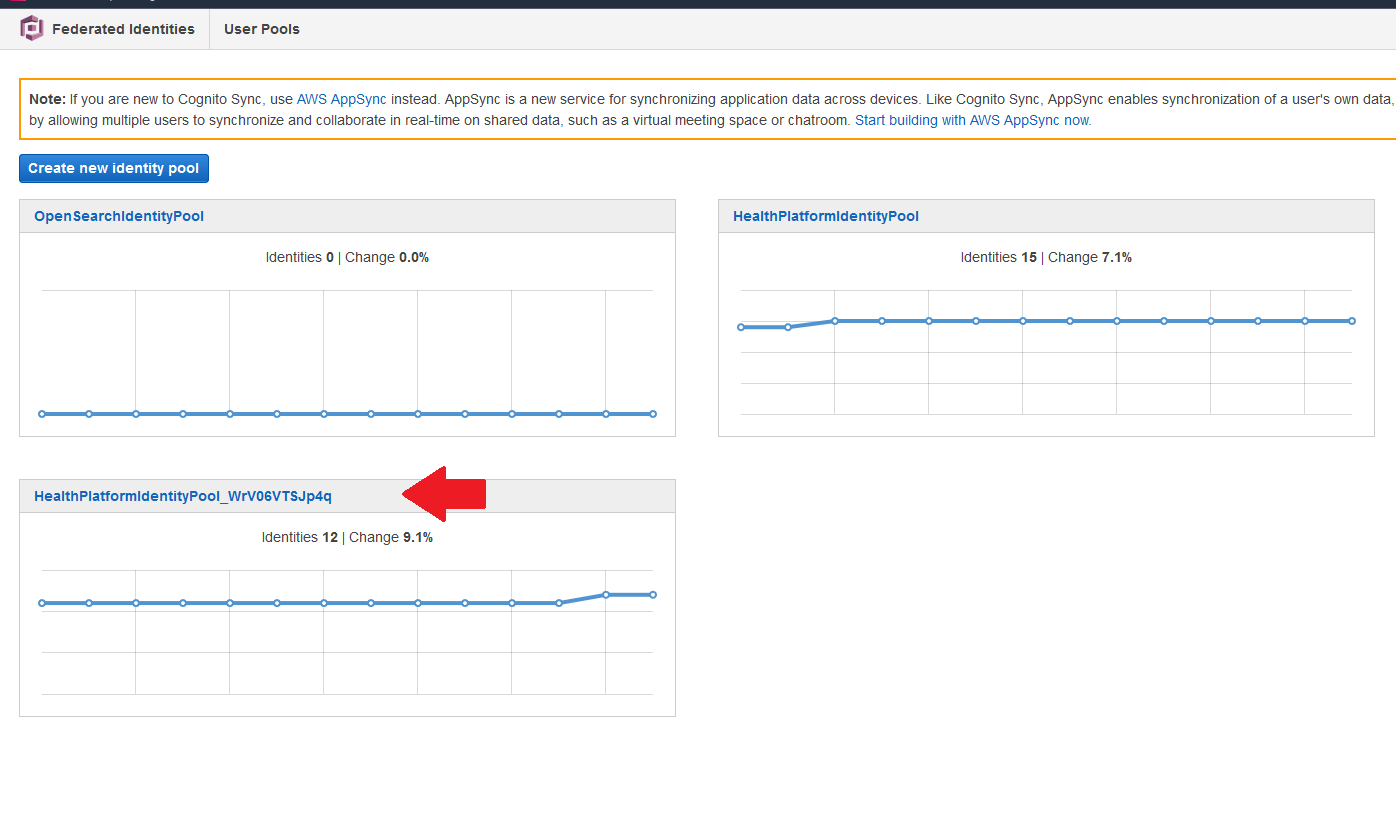 Federated Identities
User Pools
Note: If you are new to Cognito Sync, use AWS AppSync instead. AppSync is a new service for synchronizing application data across devices. Like Cognito Sync, AppSync enables synchronization of a user's own data,
by allowing multiple users to synchronize and collaborate in real-time on shared data, such as a virtual meeting space or chatroom. Start building with AWS AppSync now.
Create new identity pool
OpenSearchIdentityPool
Identities 0 | Change 0.0%
HealthPlatformIdentityPool
Identities 15 | Change 7.1%
HealthPlatformIdentityPool_WrV06VTSJp4q
Identities 12 | Change 9.1%